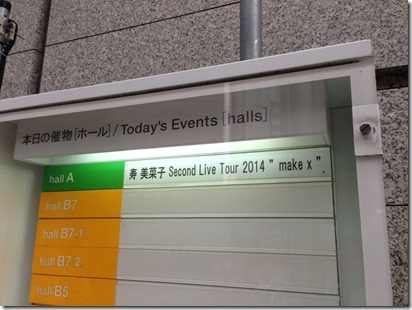 本日の催物[ホール]/Today's Events[halls]
hall A 寿 美菜子 Second Live Tour 2014 ” make x ”.
hall B7
hall B7 1
hall B7 2
hall B5